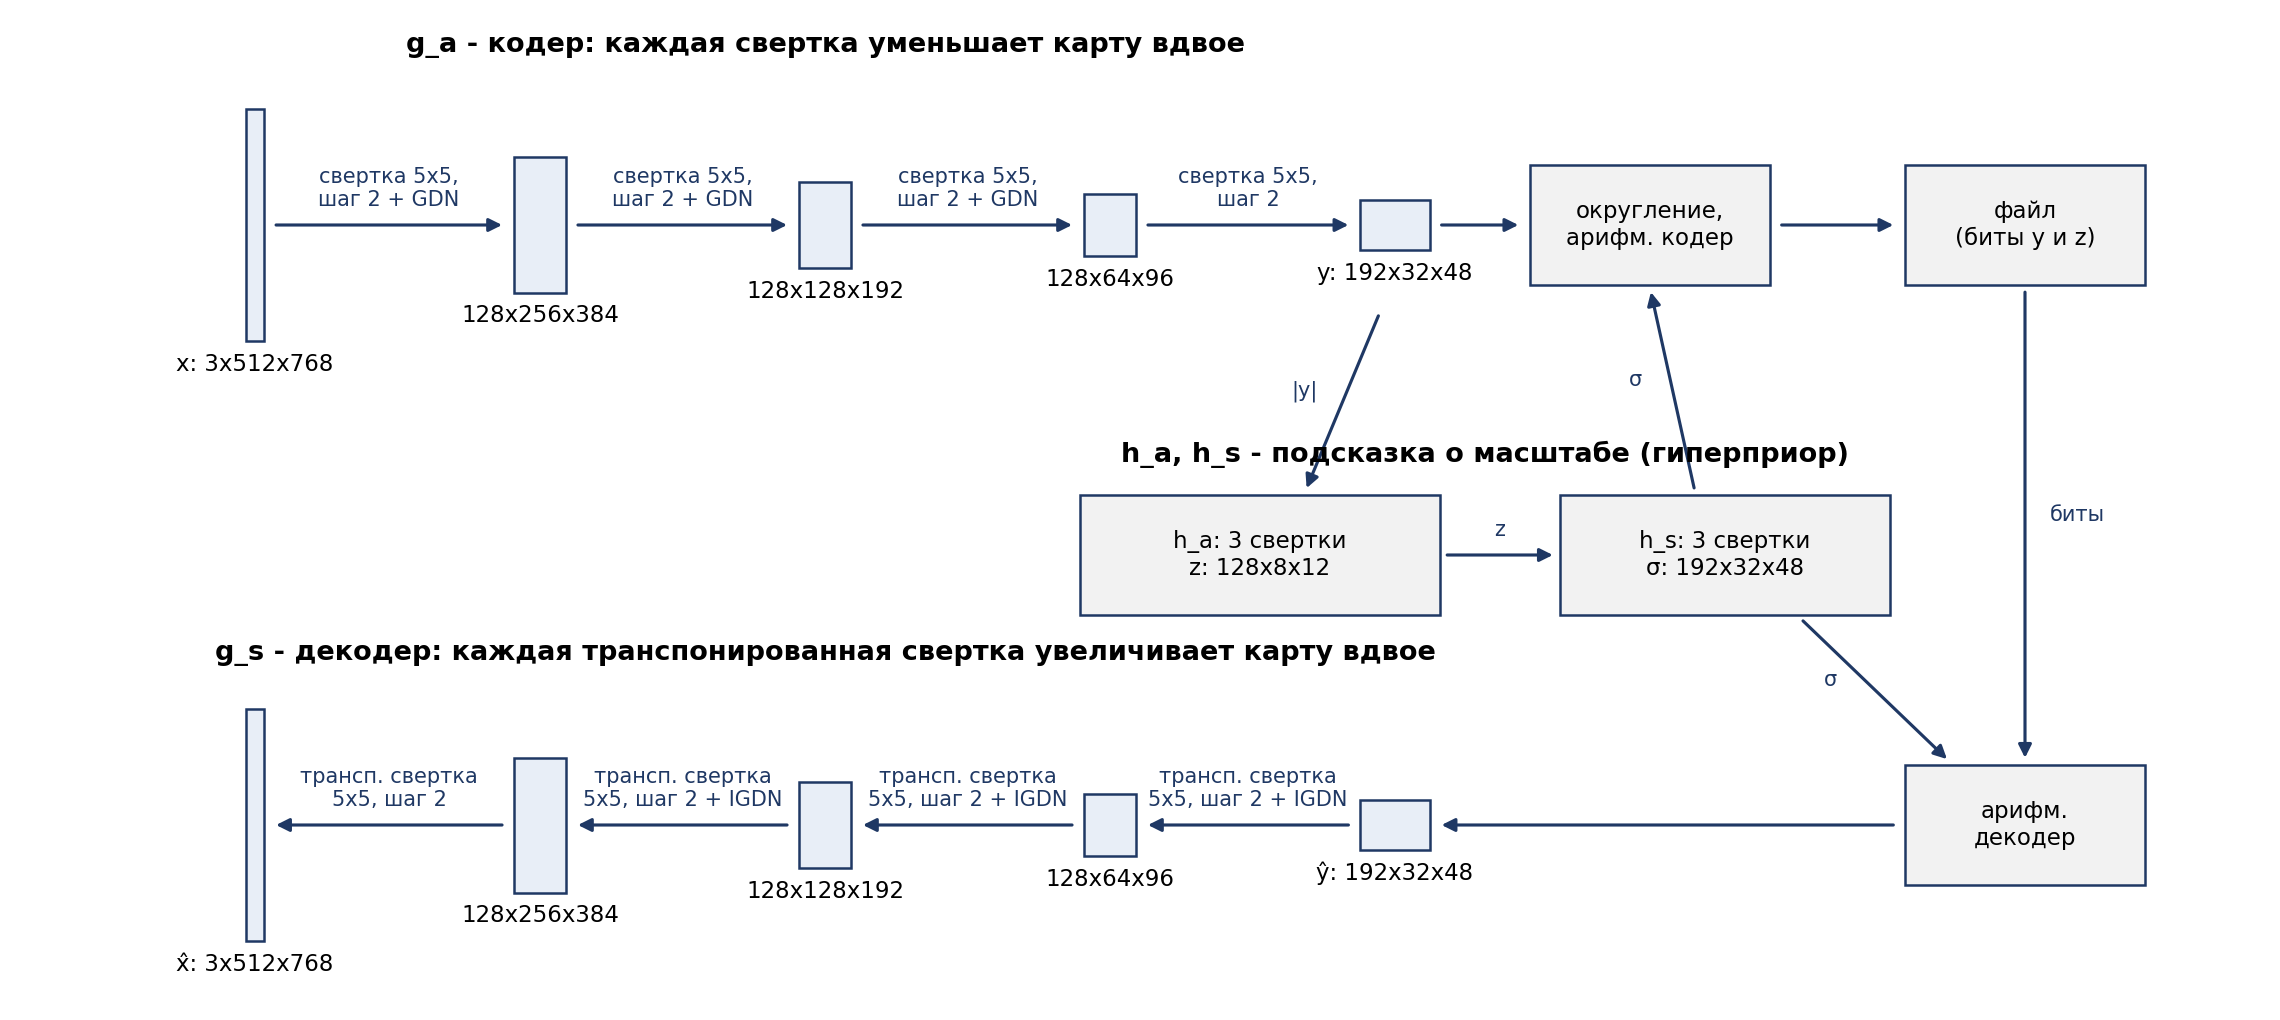 g_a - кодер: каждая свертка уменьшает карту вдвое
свертка 5x5,
шаг 2 + GDN
свертка 5x5,
шаг 2 + GDN
свертка 5x5,
шаг 2 + GDN
свертка 5x5,
шаг 2
округление,
арифм. кодер
файл
(биты y и z)
x: 3x512x768
128x256x384
128x128x192
128x64x96
y: 192x32x48
|y|
σ
h_a, h_s - подсказка о масштабе (гиперприор)
h_a: 3 свертки
z: 128x8x12
z
h_s: 3 свертки
σ: 192x32x48
биты
g_s - декодер: каждая транспонированная свертка увеличивает карту вдвое
σ
трансп. свертка
5x5, шаг 2
трансп. свертка
5x5, шаг 2 + IGDN
трансп. свертка
5x5, шаг 2 + IGDN
трансп. свертка
5x5, шаг 2 + IGDN
арифм.
декодер
x̂: 3x512x768
128x256x384
128x128x192
128x64x96
ŷ: 192x32x48